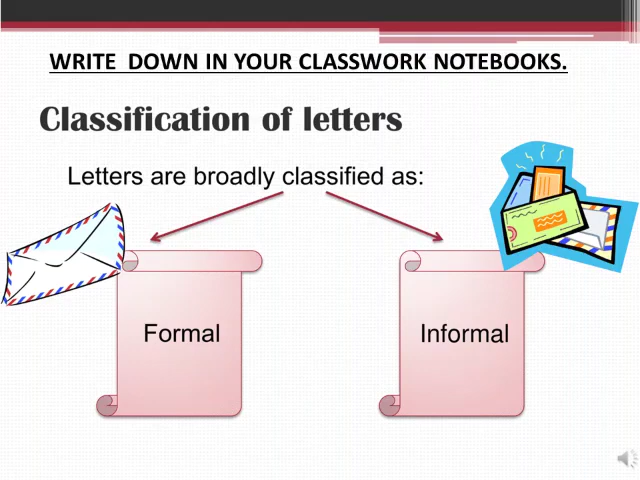 WRITE  DOWN IN YOUR CLASSWORK NOTEBOOKS.
Classification of letters
Letters are broadly classified as:
Formal
Informal